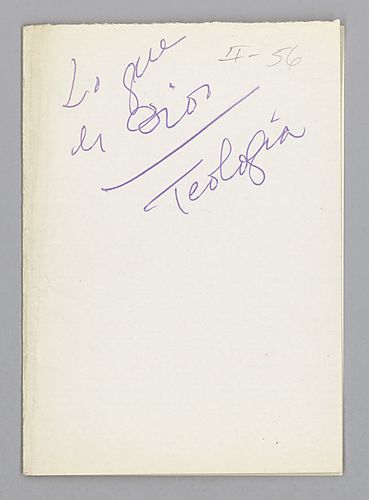 Lo que
es Dios
Teología
II-56